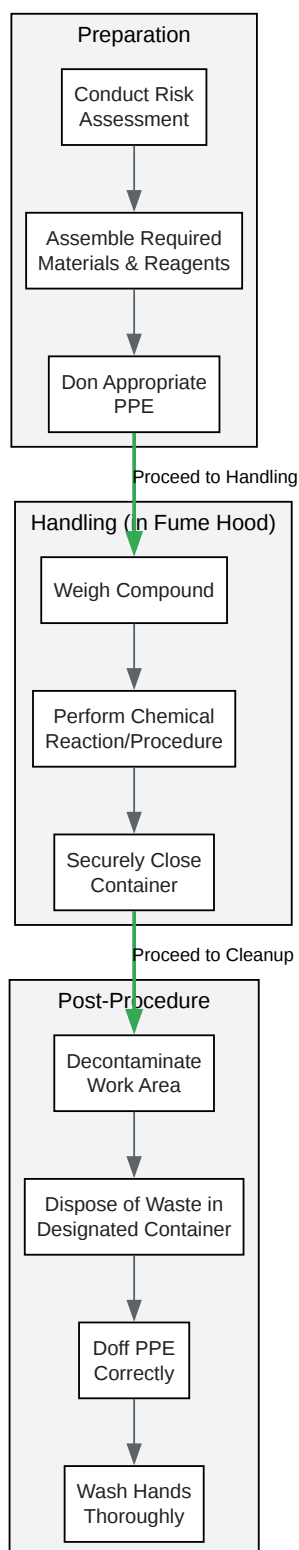 Preparation
Conduct Risk
Assessment
Assemble Required
Materials & Reagents
Don Appropriate
PPE
Proceed to Handling
Handling (in Fume Hood)
Weigh Compound
Perform Chemical
Reaction/Procedure
Securely Close
Container
Proceed to Cleanup
Post-Procedure
Decontaminate
Work Area
Dispose of Waste in
Designated Container
Doff PPE
Correctly
Wash Hands
Thoroughly